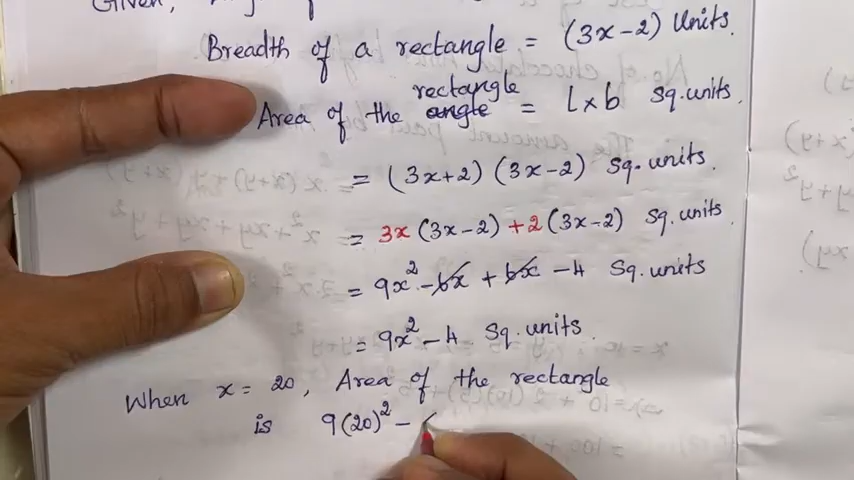 Given,
Breadth of a rectangle = (3x-2) Units.
Area of the rectangle = l×b Sq.units.
= (3x+2) (3x-2) Sq.units.
= 3x (3x-2) +2 (3x-2) Sq.units.
= 9x² - 6x + 6x - 4 Sq.units
= 9x² - 4 Sq.units.
When x = 20, Area of the rectangle
is 9(20)² -